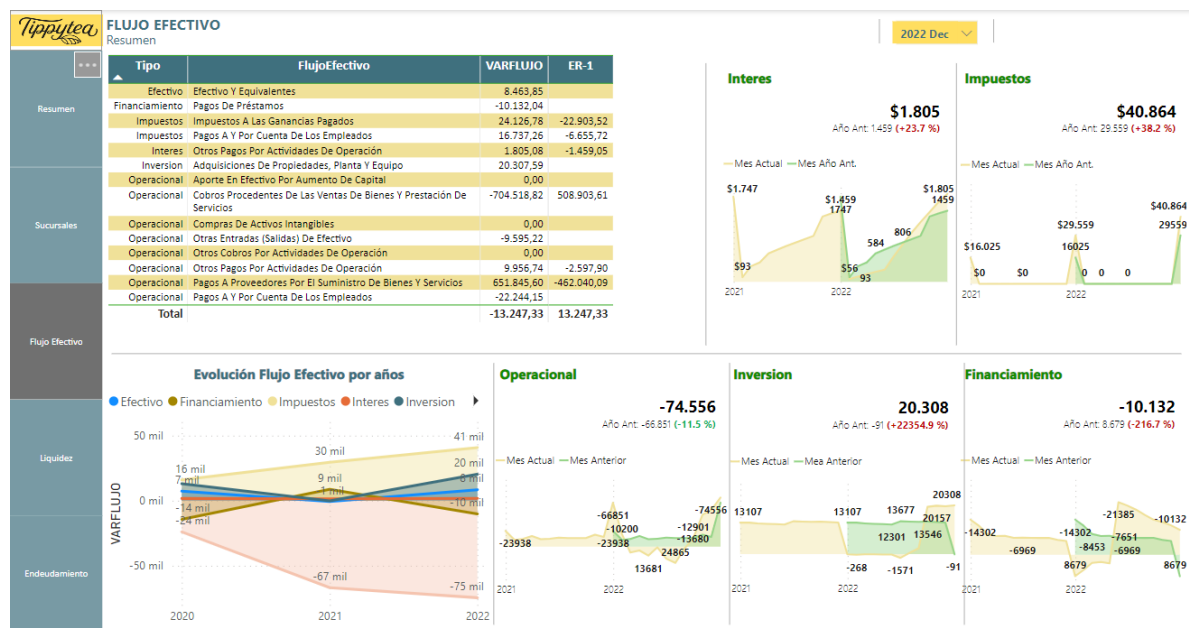 Tippytea
FLUJO EFECTIVO
Resumen
2022 Dec
Resumen
Sucursales
Flujo Efectivo
Liquidez
Endeudamiento
Tipo FlujoEfectivo VARFLUJO ER-1
Efectivo Efectivo Y Equivalentes 8.463,85
Financiamiento Pagos De Préstamos -10.132,04
Impuestos Impuestos A Las Ganancias Pagados 24.126,78 -22.903,52
Impuestos Pagos A Y Por Cuenta De Los Empleados 16.737,26 -6.655,72
Interes Otros Pagos Por Actividades De Operación 1.805,08 -1.459,05
Inversion Adquisiciones De Propiedades, Planta Y Equipo 20.307,59
Operacional Aporte En Efectivo Por Aumento De Capital 0,00
Operacional Cobros Procedentes De Las Ventas De Bienes Y Prestación De -704.518,82 508.903,61
Servicios
Operacional Compras De Activos Intangibles 0,00
Operacional Otras Entradas (Salidas) De Efectivo -9.595,22
Operacional Otros Cobros Por Actividades De Operación 0,00
Operacional Otros Pagos Por Actividades De Operación 9.956,74 -2.597,90
Operacional Pagos A Proveedores Por El Suministro De Bienes Y Servicios 651.845,60 -462.040,09
Operacional Pagos A Y Por Cuenta De Los Empleados -22.244,15
Total -13.247,33 13.247,33
Interes
$1.805
Año Ant: 1.459 (+23.7 %)
Mes Actual Mes Año Ant.
$1.747
$1.459
1747
$1.805
1459
584
806
$93
$56
93
2021
2022
Impuestos
$40.864
Año Ant: 29.559 (+38.2 %)
Mes Actual Mes Año Ant.
$40.864
$29.559
29559
$16.025
16025
$0
$0
0
0
0
2021
2022
Evolución Flujo Efectivo por años
Efectivo Financiamiento Impuestos Interes Inversion
VARFLUJO
50 mil
0 mil
-50 mil
16 mil
7 mil
-14 mil
-24 mil
30 mil
9 mil
-67 mil
41 mil
20 mil
8 mil
-10 mil
-75 mil
2020
2021
2022
Operacional
-74.556
Año Ant: -66.851 (-11.5 %)
Mes Actual Mes Anterior
-23938
-66851
-10200
-23938
13681
24865
-12901
-13680
-74556
2021
2022
Inversion
20.308
Año Ant: -91 (+22354.9 %)
Mes Actual Mea Anterior
13107
13107
13677
20308
20157
12301
13546
-268
-1571
-91
2021
2022
Financiamiento
-10.132
Año Ant: 8.679 (-216.7 %)
Mes Actual Mes Anterior
-14302
-6969
-14302
-8453
8679
-21385
-7651
-6969
-10132
8679
2021
2022